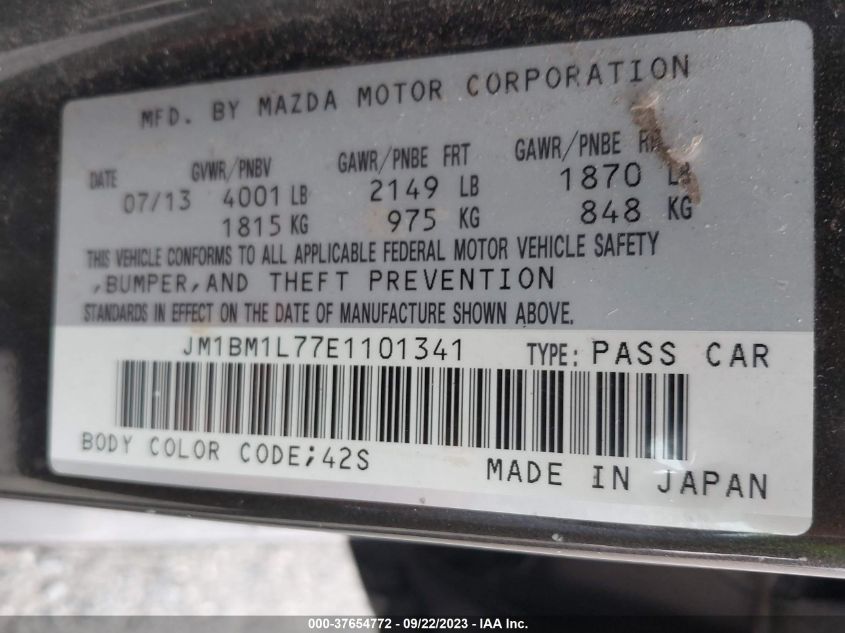 MFD. BY MAZDA MOTOR CORPORATION
DATE GVWR/PNBV GAWR/PNBE FRT GAWR/PNBE RR
07/13 4001 LB 2149 LB 1870 LB
1815 KG 975 KG 848 KG
THIS VEHICLE CONFORMS TO ALL APPLICABLE FEDERAL MOTOR VEHICLE SAFETY
,BUMPER,AND THEFT PREVENTION
STANDARDS IN EFFECT ON THE DATE OF MANUFACTURE SHOWN ABOVE.
JM1BM1L77E1101341 TYPE: PASS CAR
BODY COLOR CODE;42S MADE IN JAPAN
000-37654772 - 09/22/2023 - IAA Inc.